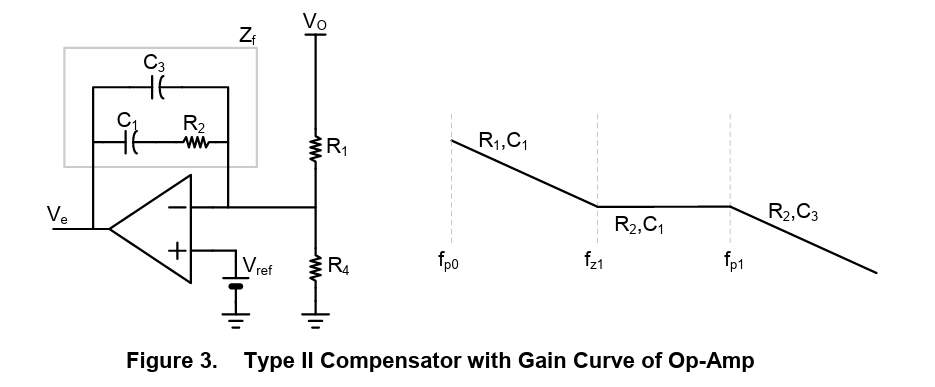 V_O
Z_f
C_3
C_1 R_2
R_1
V_e
− +
V_ref
R_4
R_1,C_1
R_2,C_1
R_2,C_3
f_p0 f_z1 f_p1
Figure 3. Type II Compensator with Gain Curve of Op-Amp